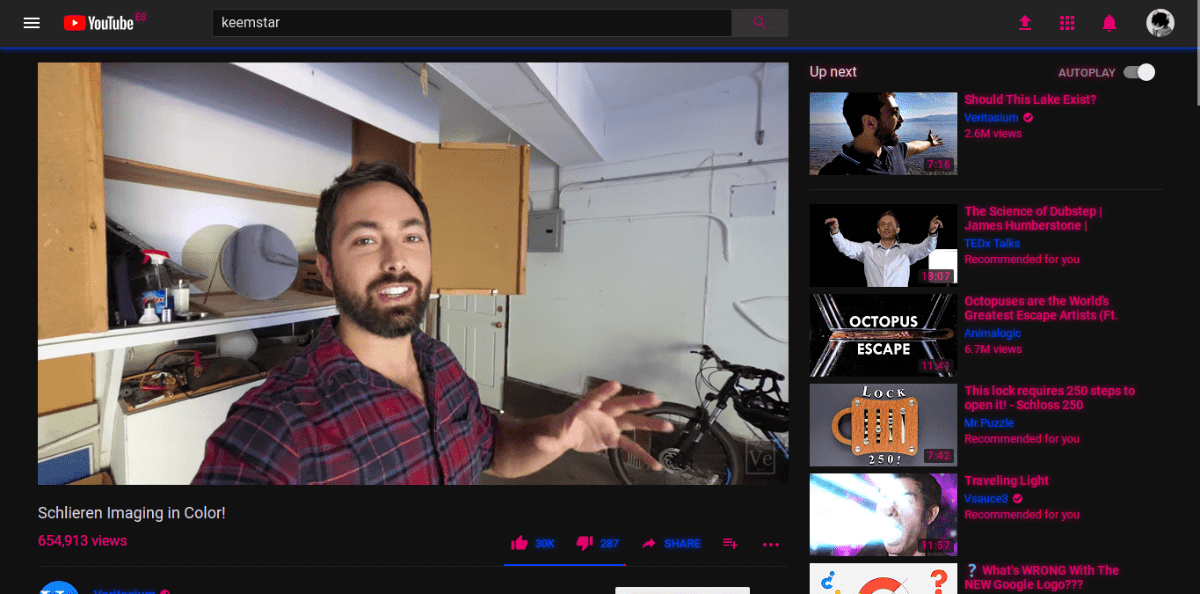 YouTube ES
keemstar
Ve
Schlieren Imaging in Color!
654,913 views
30K
287
SHARE
Veritasium
Up next
AUTOPLAY
7:16
Should This Lake Exist?
Veritasium
2.6M views
The Science of Dubstep |
James Humberstone |
TEDx Talks
Recommended for you
OCTOPUS
ESCAPE
11:41
Octopuses are the World's
Greatest Escape Artists (Ft.
Animalogic
6.7M views
LOCK
250!
7:42
This lock requires 250 steps to
open it! - Schloss 250
Mr.Puzzle
Recommended for you
11:57
Traveling Light
Vsauce3
Recommended for you
? What's WRONG With The
NEW Google Logo???